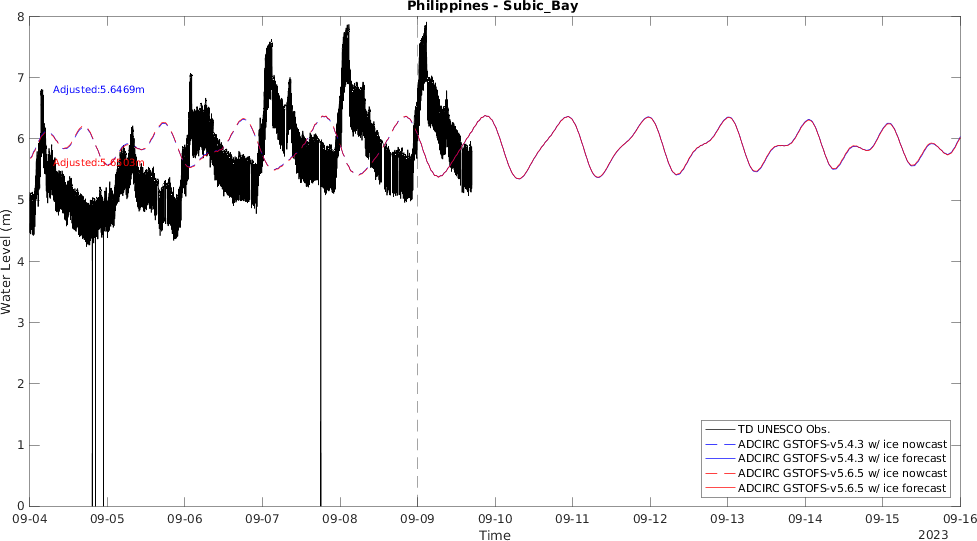 Philippines - Subic_Bay
8
7
6
5
4
3
2
1
0
Water Level (m)
Adjusted:5.6469m
09-04
09-05
09-06
09-07
09-08
09-09
09-10
09-11
09-12
09-13
09-14
09-15
09-16
Time
2023
TD UNESCO Obs.
ADCIRC GSTOFS-v5.4.3 w/ ice nowcast
ADCIRC GSTOFS-v5.4.3 w/ ice forecast
ADCIRC GSTOFS-v5.6.5 w/ ice nowcast
ADCIRC GSTOFS-v5.6.5 w/ ice forecast